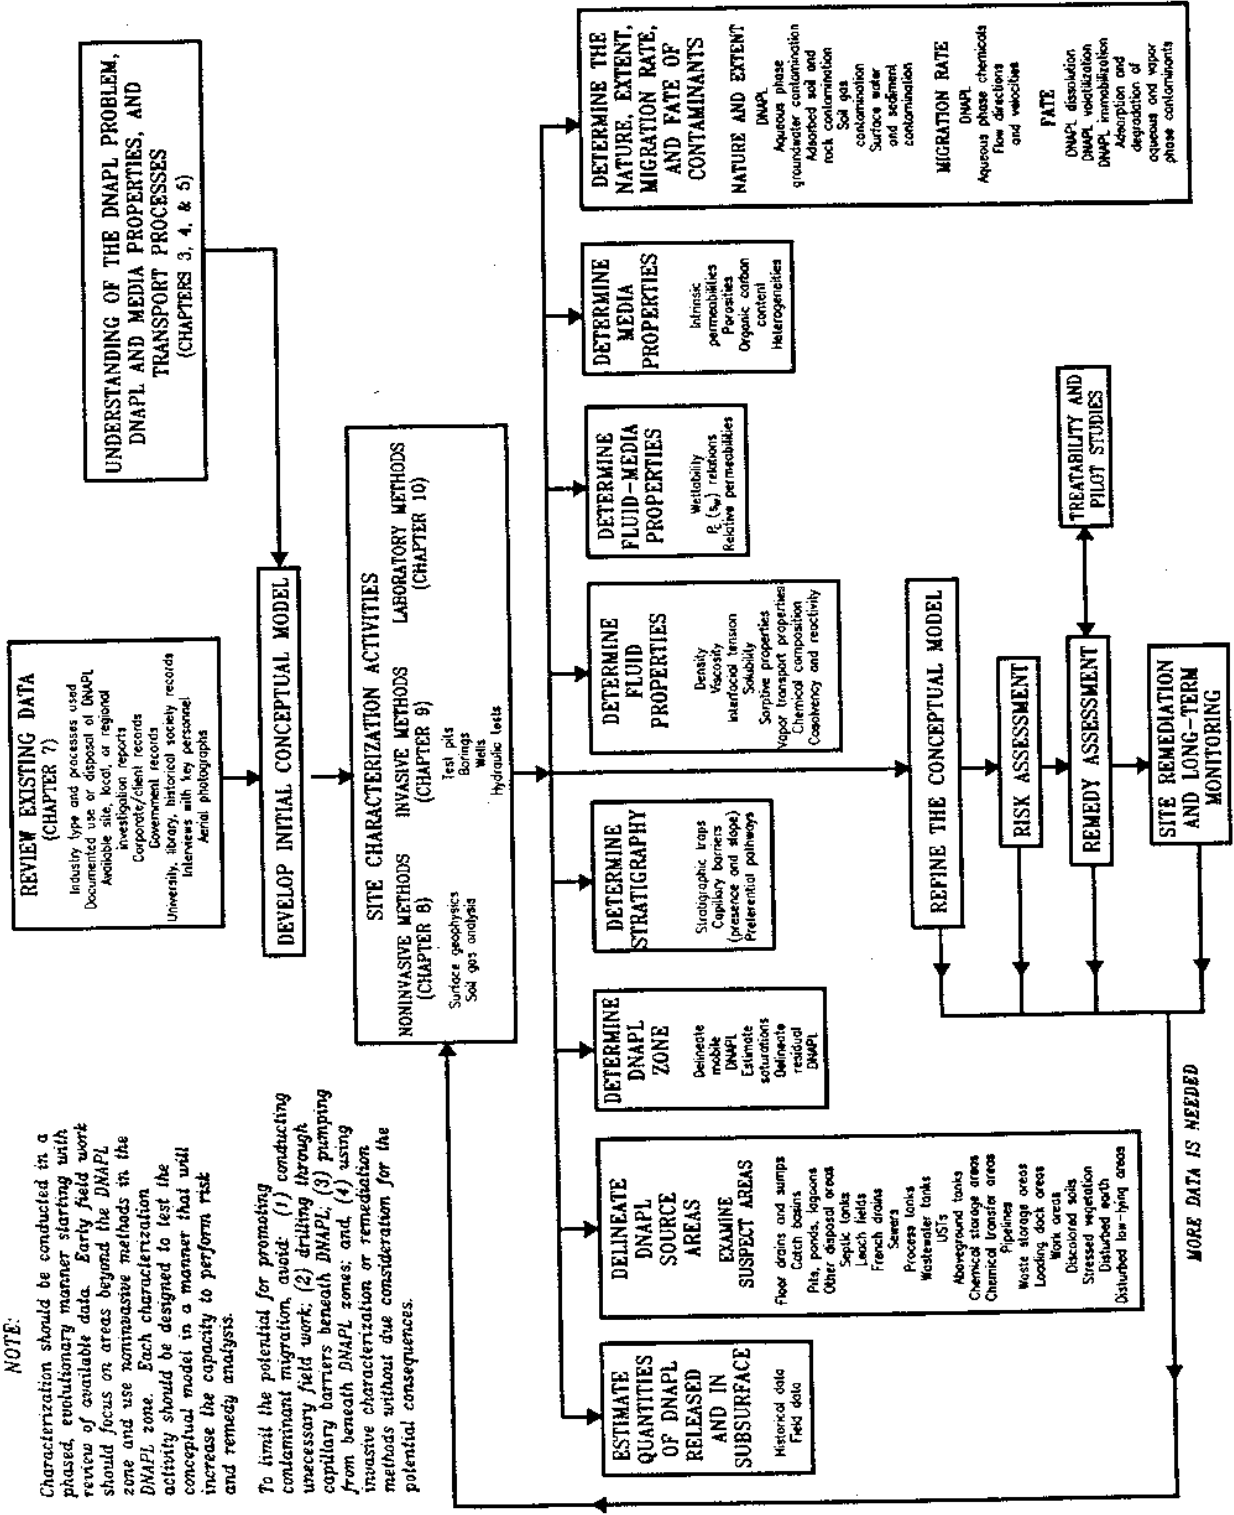 NOTE:
Characterization should be conducted in a
phased, evolutionary manner starting with
review of available data. Early field work
should focus on areas beyond the DNAPL
zone and use noninvasive methods in the
DNAPL zone. Each characterization
activity should be designed to test the
conceptual model in a manner that will
increase the capacity to perform risk
and remedy analysis.
To limit the potential for promoting
contaminant migration, avoid: (1) conducting
unecessary field work; (2) drilling through
capillary barriers beneath DNAPL; (3) pumping
from beneath DNAPL zones; and, (4) using
invasive characterization or remediation
methods without due consideration for the
potential consequences.
REVIEW EXISTING DATA
(CHAPTER 7)
Industry type and processes used
Documented use or disposal of DNAPL
Available site, local, or regional
investigation reports
Corporate/client records
Government records
University, library, historical society records
Interviews with key personnel
Aerial photographs
UNDERSTANDING OF THE DNAPL PROBLEM,
DNAPL AND MEDIA PROPERTIES, AND
TRANSPORT PROCESSES
(CHAPTERS 3, 4, & 5)
DEVELOP INITIAL CONCEPTUAL MODEL
SITE CHARACTERIZATION ACTIVITIES
NONINVASIVE METHODS
(CHAPTER 8)
Surface geophysics
Soil gas analysis
INVASIVE METHODS
(CHAPTER 9)
Test pits
Borings
Wells
Hydraulic tests
LABORATORY METHODS
(CHAPTER 10)
ESTIMATE
QUANTITIES
OF DNAPL
RELEASED
AND IN
SUBSURFACE
Historical data
Field data
DELINEATE
DNAPL
SOURCE
AREAS
EXAMINE
SUSPECT AREAS
Floor drains and sumps
Catch basins
Pits, ponds, lagoons
Other disposal areas
Septic tanks
Leach fields
French drains
Sewers
Process tanks
Wastewater tanks
USTs
Aboveground tanks
Chemical storage areas
Chemical transfer areas
Pipelines
Waste storage areas
Loading dock areas
Work areas
Discolored soils
Stressed vegetation
Disturbed earth
Disturbed low-lying areas
DETERMINE
DNAPL
ZONE
Delineate
mobile
DNAPL
Estimate
saturations
Delineate
residual
DNAPL
DETERMINE
STRATIGRAPHY
Stratigraphic traps
Capillary barriers
(presence and slope)
Preferential pathways
DETERMINE
FLUID
PROPERTIES
Density
Viscosity
Interfacial tension
Solubility
Sorptive properties
Vapor transport properties
Chemical composition
Cosolvency and reactivity
DETERMINE
FLUID-MEDIA
PROPERTIES
Wettability
Pc(sw) relations
Relative permeabilities
DETERMINE
MEDIA
PROPERTIES
Intrinsic
permeabilities
Porosities
Organic carbon
content
Heterogeneities
DETERMINE THE
NATURE, EXTENT,
MIGRATION RATE,
AND FATE OF
CONTAMINANTS
NATURE AND EXTENT
DNAPL
Aqueous phase
groundwater contamination
Adsorbed soil and
rock contamination
Soil gas
contamination
Surface water
and sediment
contamination
MIGRATION RATE
DNAPL
Aqueous phase chemicals
Flow directions
and velocities
FATE
DNAPL dissolution
DNAPL volatilization
DNAPL immobilization
Adsorption and
degradation of
aqueous and vapor
phase contaminants
REFINE THE CONCEPTUAL MODEL
RISK ASSESSMENT
REMEDY ASSESSMENT
TREATABILITY AND
PILOT STUDIES
SITE REMEDIATION
AND LONG-TERM
MONITORING
MORE DATA IS NEEDED